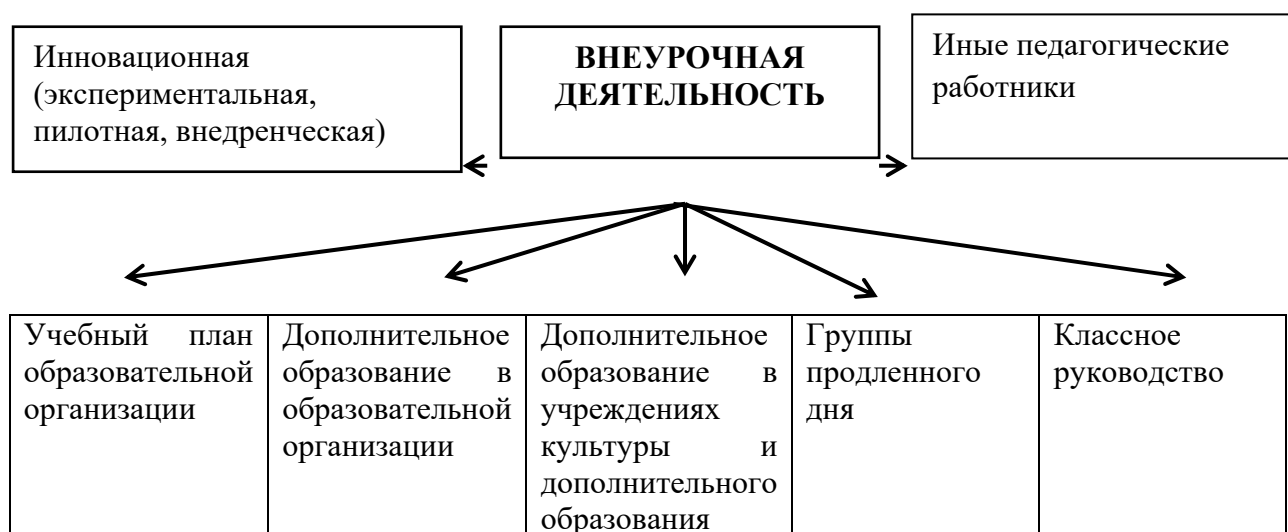 Инновационная
(экспериментальная,
пилотная, внедренческая)
ВНЕУРОЧНАЯ
ДЕЯТЕЛЬНОСТЬ
Иные педагогические
работники
Учебный план
образовательной
организации
Дополнительное
образование в
образовательной
организации
Дополнительное
образование в
учреждениях
культуры и
дополнительного
образования
Группы
продленного
дня
Классное
руководство